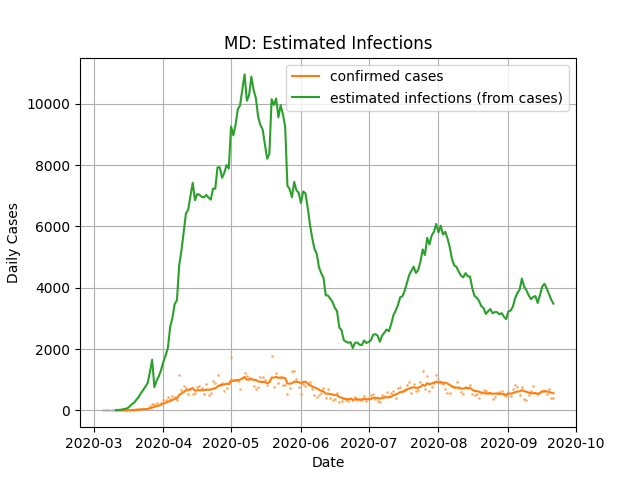 MD: Estimated Infections
confirmed cases
estimated infections (from cases)
10000
8000
6000
4000
2000
0
Daily Cases
2020-03 2020-04 2020-05 2020-06 2020-07 2020-08 2020-09 2020-10
Date